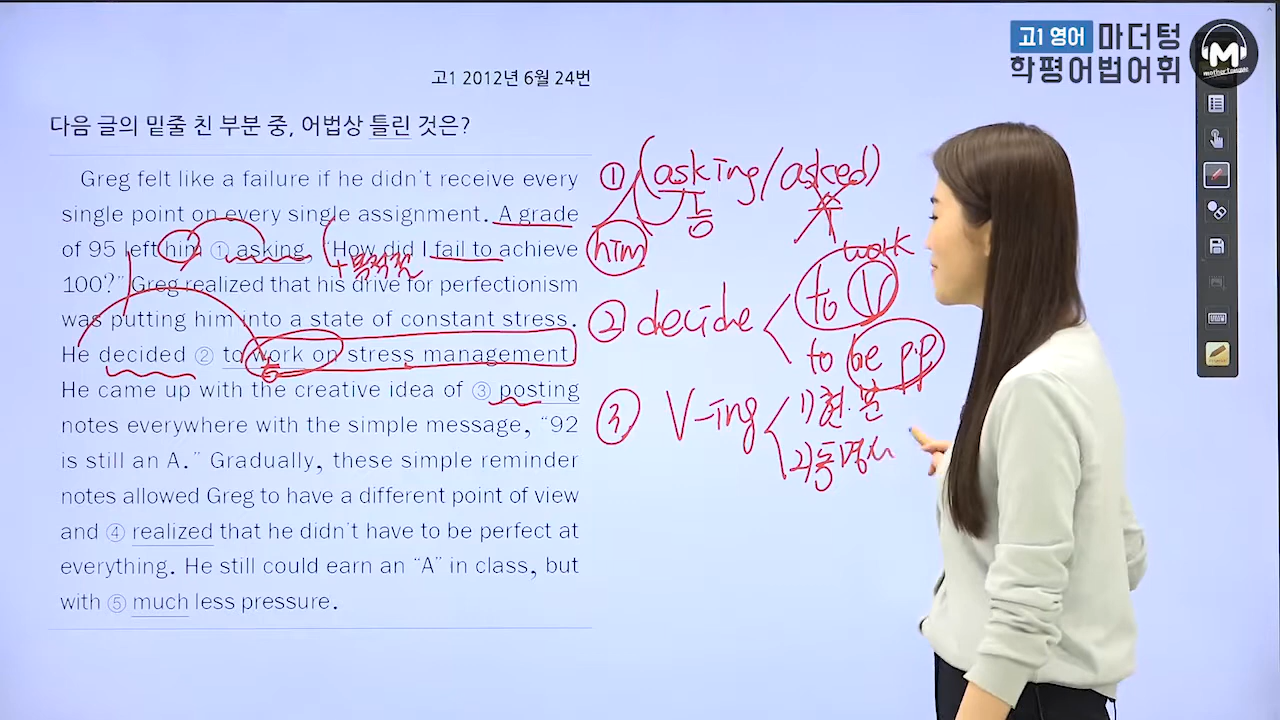 고1 영어 마더텅
학평어법어휘
M
mother tongue
고1 2012년 6월 24번
다음 글의 밑줄 친 부분 중, 어법상 틀린 것은?
Greg felt like a failure if he didn't receive every
single point on every single assignment. A grade
of 95 left him ① asking, "How did I fail to achieve
+목적격
100?" Greg realized that his drive for perfectionism
was putting him into a state of constant stress.
He decided ② to work on stress management.
능
He came up with the creative idea of ③ posting
notes everywhere with the simple message, "92
is still an A." Gradually, these simple reminder
notes allowed Greg to have a different point of view
and ④ realized that he didn't have to be perfect at
everything. He still could earn an "A" in class, but
with ⑤ much less pressure.
① (asking/asked)
능
him
work
② decide to V
to be p.p
③ V-ing 1) 현·분
2) 동명사